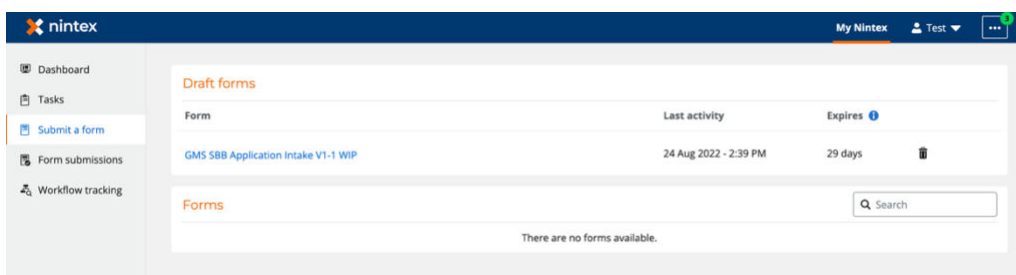 nintex
My Nintex
Test
3
Dashboard
Tasks
Submit a form
Form submissions
Workflow tracking
Draft forms
Form Last activity Expires
GMS SBB Application Intake V1-1 WIP 24 Aug 2022 - 2:39 PM 29 days
Forms
Search
There are no forms available.